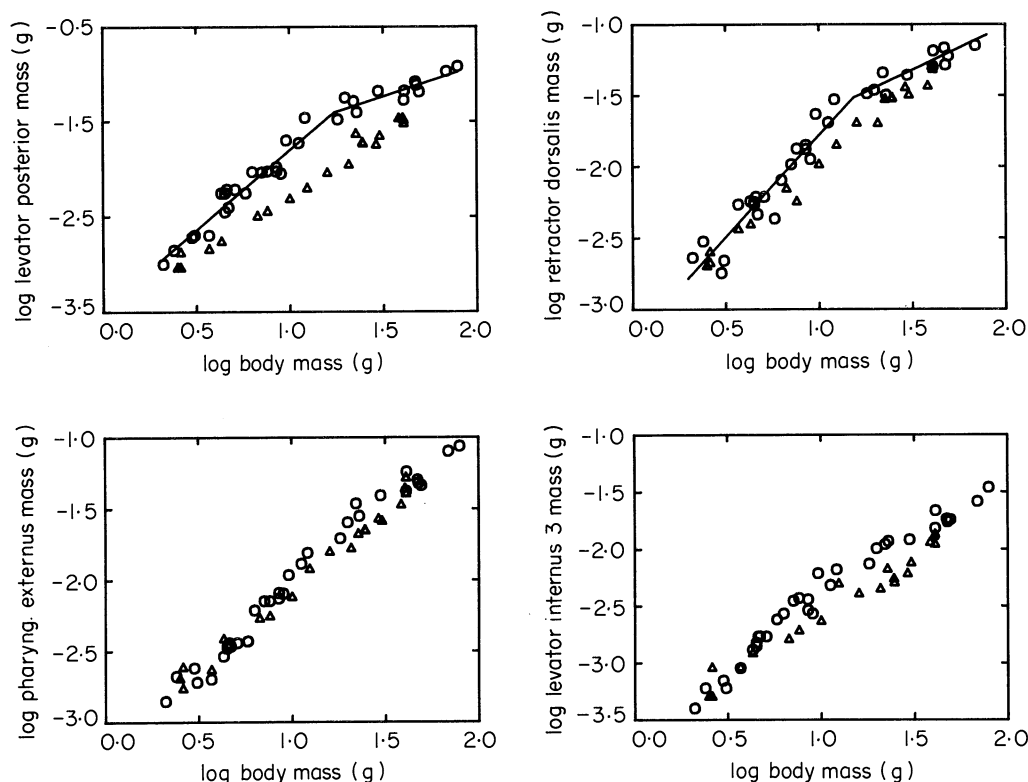 log levator posterior mass (g)
-0·5
-1·5
-2·5
-3·5
0·0 0·5 1·0 1·5 2·0
log body mass (g)
log retractor dorsalis mass (g)
-1·0
-1·5
-2·0
-2·5
-3·0
0·0 0·5 1·0 1·5 2·0
log body mass (g)
log pharyng. externus mass (g)
-1·0
-1·5
-2·0
-2·5
-3·0
0·0 0·5 1·0 1·5 2·0
log body mass (g)
log levator internus 3 mass (g)
-1·0
-1·5
-2·0
-2·5
-3·0
-3·5
0·0 0·5 1·0 1·5 2·0
log body mass (g)